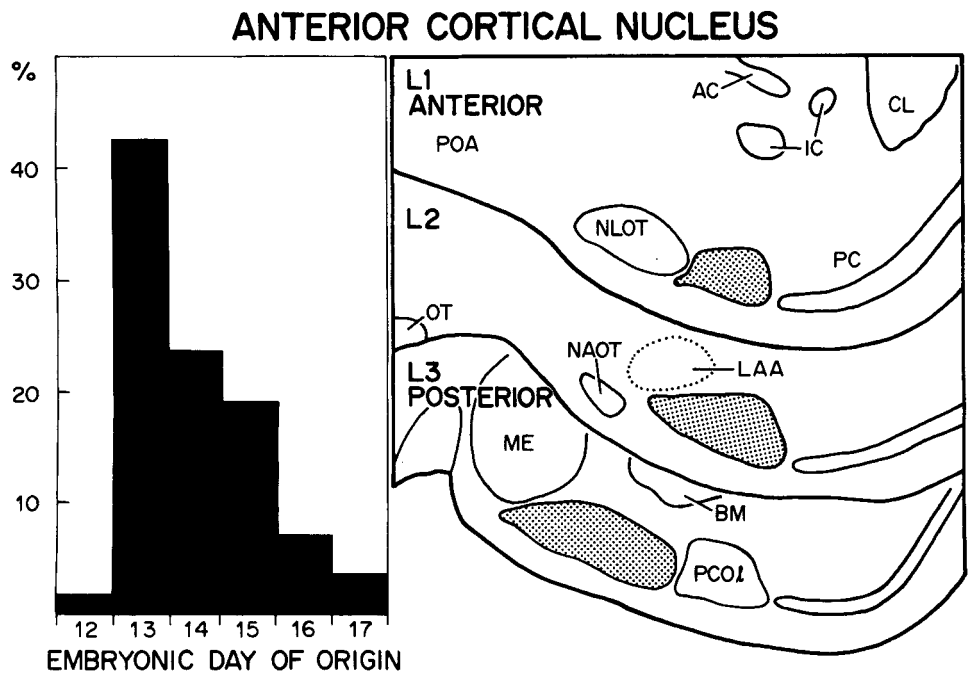 ANTERIOR CORTICAL NUCLEUS
%
40
30
20
10
12 13 14 15 16 17
EMBRYONIC DAY OF ORIGIN
L1
ANTERIOR
POA
AC
IC
CL
L2
NLOT
PC
OT
NAOT
LAA
L3
POSTERIOR
ME
BM
PCOl